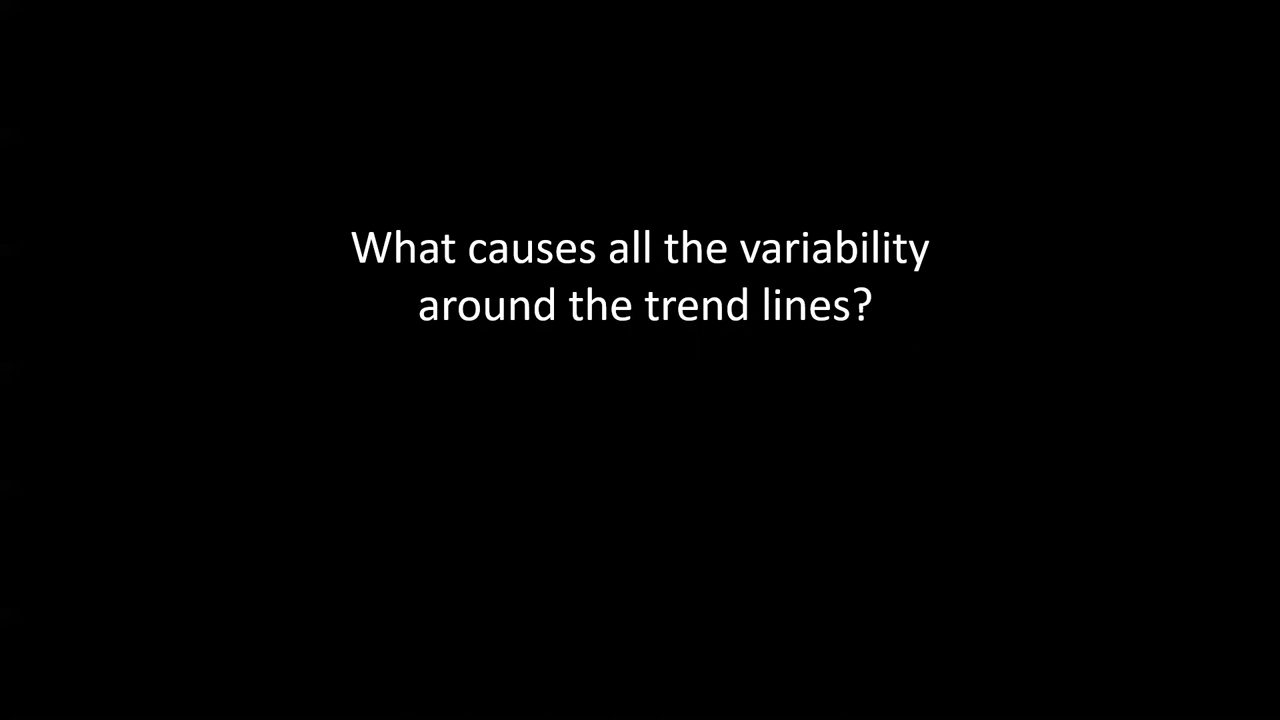 What causes all the variability
around the trend lines?